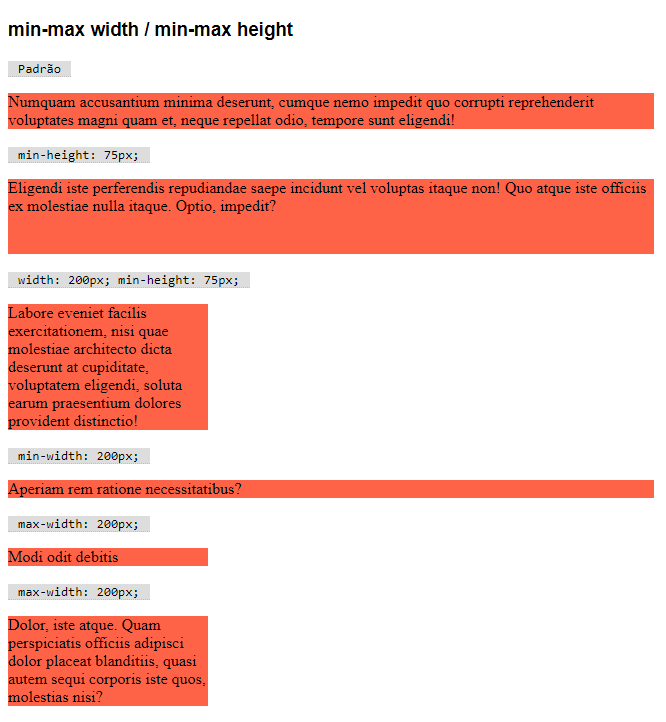 min-max width / min-max height
Padrão
Numquam accusantium minima deserunt, cumque nemo impedit quo corrupti reprehenderit
voluptates magni quam et, neque repellat odio, tempore sunt eligendi!
min-height: 75px;
Eligendi iste perferendis repudiandae saepe incidunt vel voluptas itaque non! Quo atque iste officiis
ex molestiae nulla itaque. Optio, impedit?
width: 200px; min-height: 75px;
Labore eveniet facilis
exercitationem, nisi quae
molestiae architecto dicta
deserunt at cupiditate,
voluptatem eligendi, soluta
earum praesentium dolores
provident distinctio!
min-width: 200px;
Aperiam rem ratione necessitatibus?
max-width: 200px;
Modi odit debitis
max-width: 200px;
Dolor, iste atque. Quam
perspiciatis officiis adipisci
dolor placeat blanditiis, quasi
autem sequi corporis iste quos,
molestias nisi?